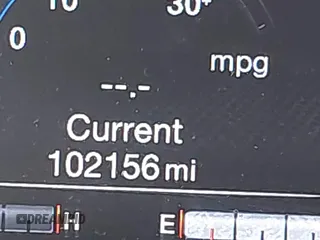 10 30+
0
mpg
--.-
Current
102156 mi
H E